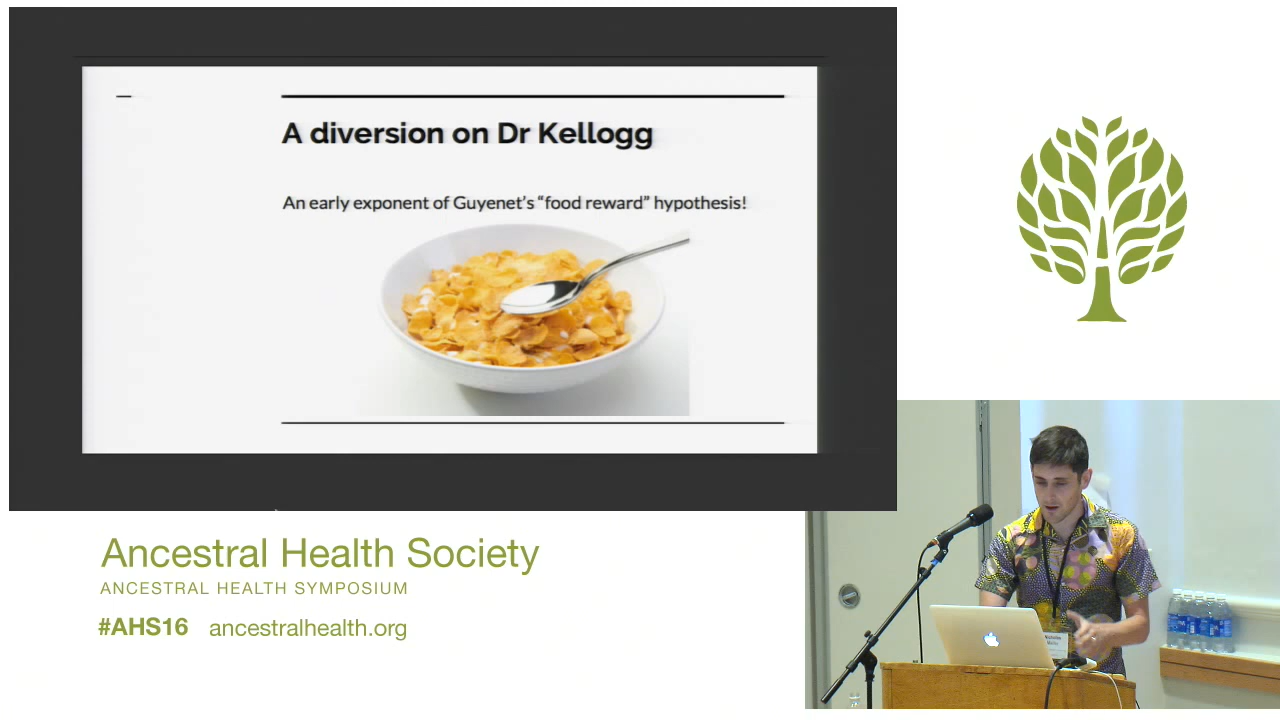 A diversion on Dr Kellogg
An early exponent of Guyenet's “food reward” hypothesis!
Ancestral Health Society
ANCESTRAL HEALTH SYMPOSIUM
#AHS16 ancestralhealth.org